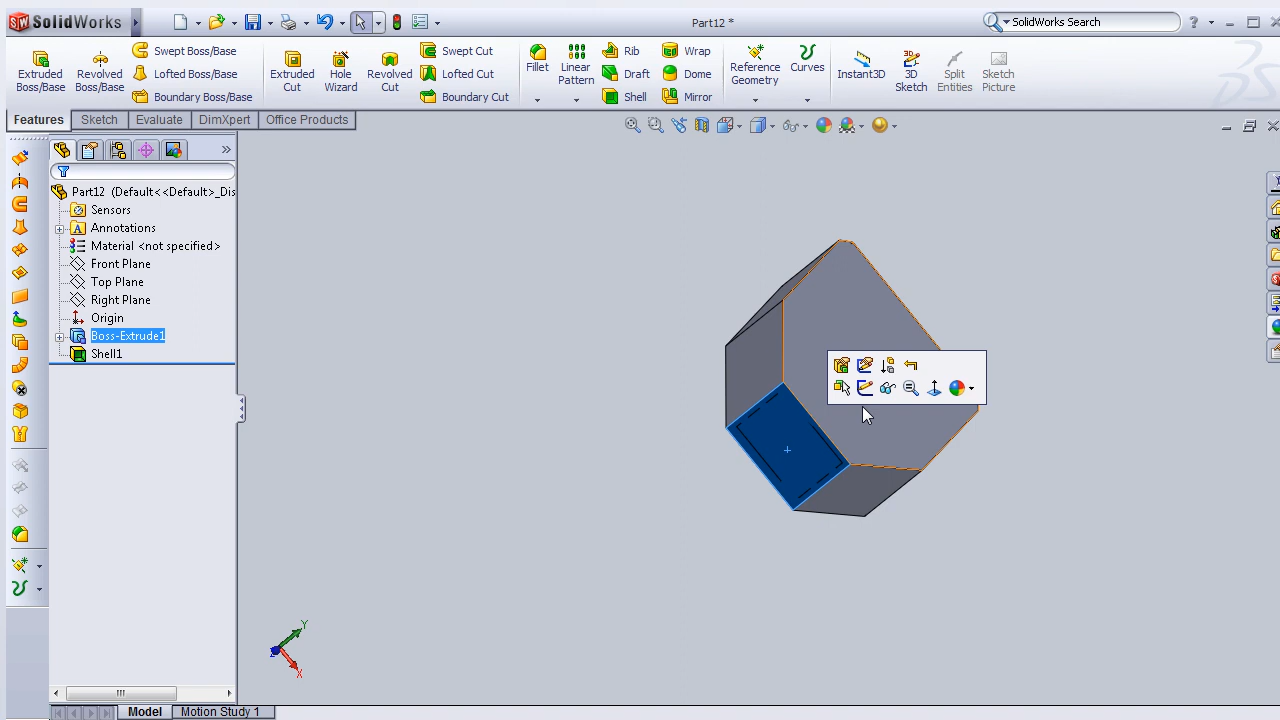 SW SOLIDWORKS
Part12 *
SolidWorks Search
?
Extruded Boss/Base
Revolved Boss/Base
Swept Boss/Base
Lofted Boss/Base
Boundary Boss/Base
Extruded Cut
Hole Wizard
Revolved Cut
Swept Cut
Lofted Cut
Boundary Cut
Fillet
Linear Pattern
Rib
Draft
Shell
Wrap
Dome
Mirror
Reference Geometry
Curves
Instant3D
3D Sketch
Split Entities
Sketch Picture
Features
Sketch
Evaluate
DimXpert
Office Products
Part12 (Default<<Default>_Dis
Sensors
Annotations
Material <not specified>
Front Plane
Top Plane
Right Plane
Origin
Boss-Extrude1
Shell1
Y
X
Model
Motion Study 1